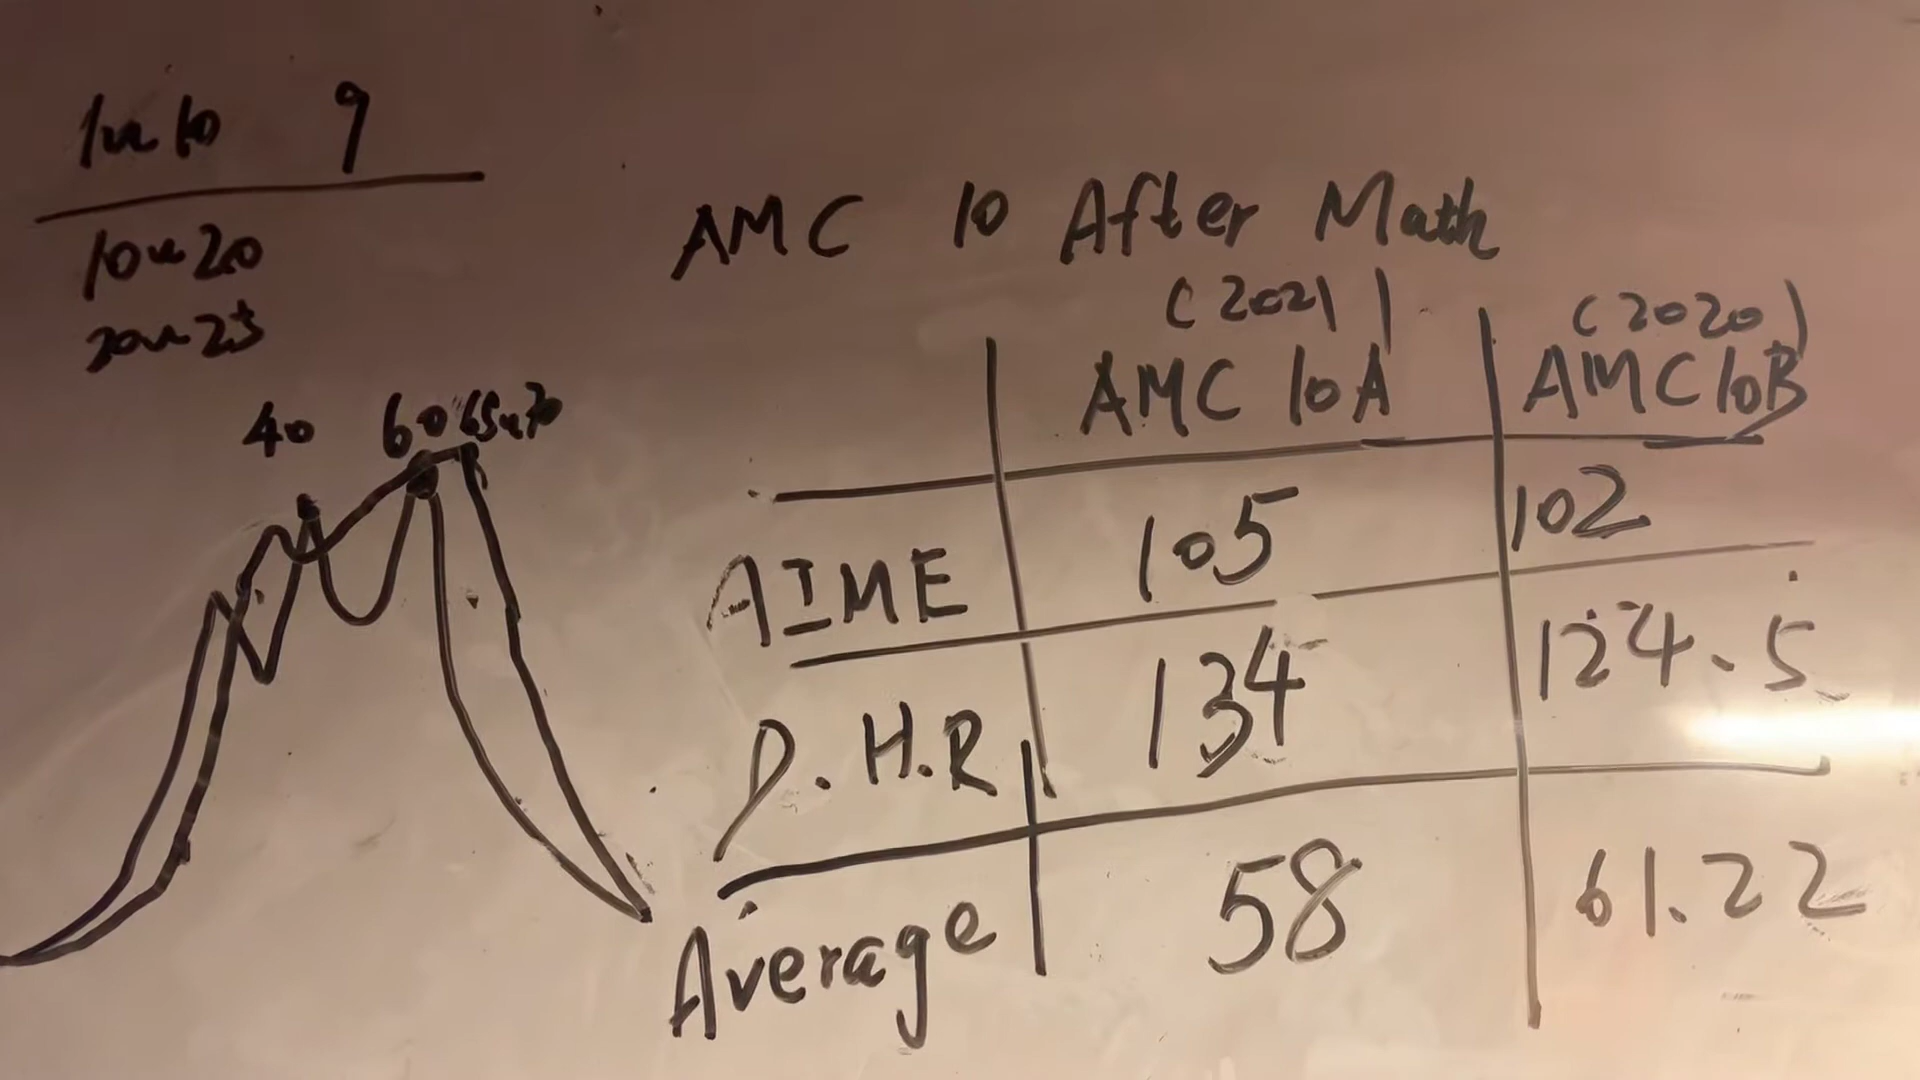 1~10 9
10~20
20~25
40 60 65~70
AMC 10 After Math
(2021) (2020)
AMC 10A AMC 10B
AIME 105 102
D.H.R 134 124.5
Average 58 61.22